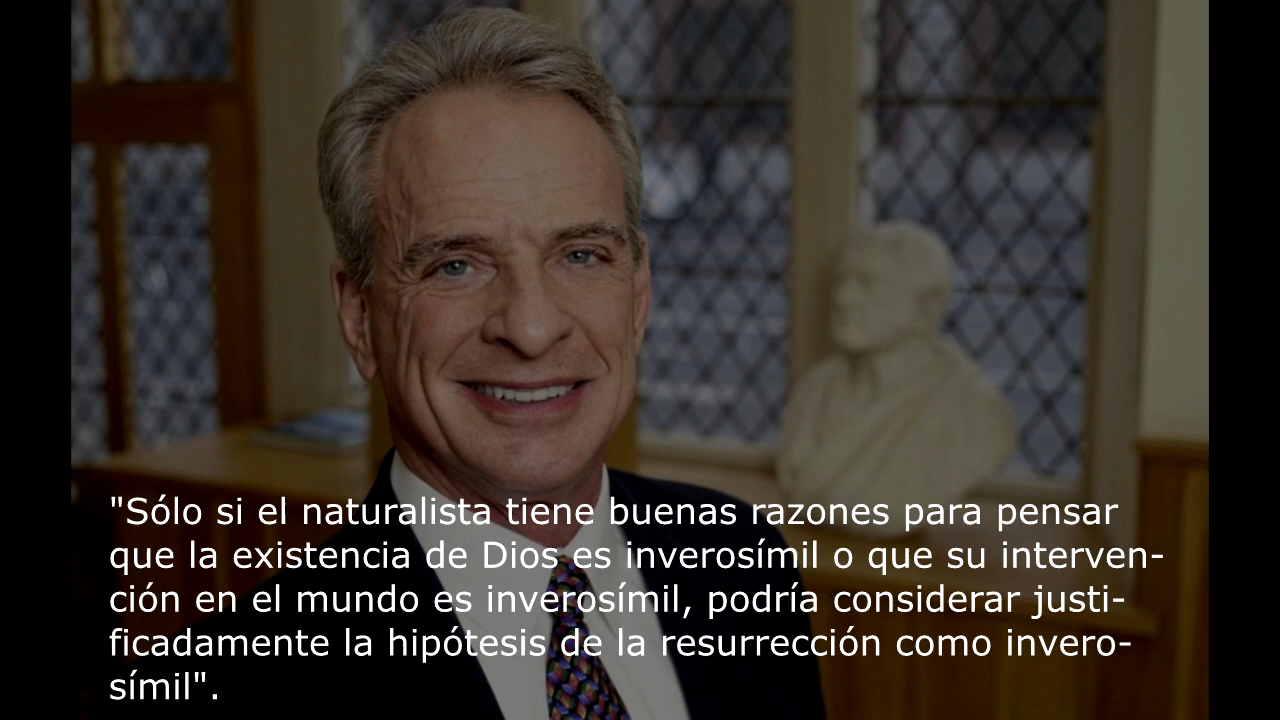 "Sólo si el naturalista tiene buenas razones para pensar
que la existencia de Dios es inverosímil o que su interven-
ción en el mundo es inverosímil, podría considerar justi-
ficadamente la hipótesis de la resurrección como invero-
símil".